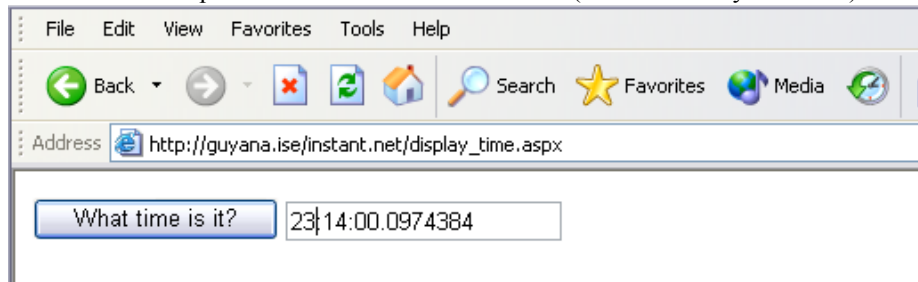 File Edit View Favorites Tools Help
Back Search Favorites Media
Address http://guyana.ise/instant.net/display_time.aspx
What time is it? 23:14:00.0974384